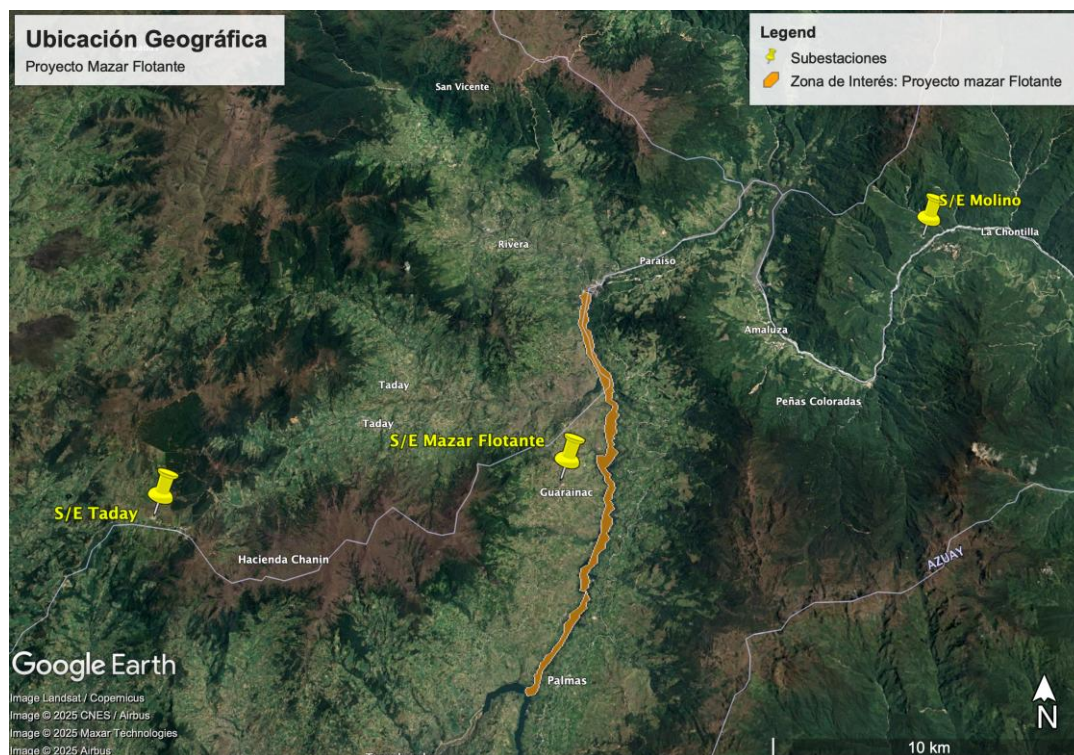 Ubicación Geográfica
Proyecto Mazar Flotante
Legend
Subestaciones
Zona de Interés: Proyecto mazar Flotante
San Vicente
S/E Molino
La Chontilla
Rivera
Paraíso
Amaluza
Taday
Peñas Coloradas
Taday
S/E Mazar Flotante
Guarainac
S/E Taday
Hacienda Chanin
AZUAY
Palmas
Google Earth
Image Landsat / Copernicus
Image © 2025 CNES / Airbus
Image © 2025 Maxar Technologies
Image © 2025 Airbus
N
10 km